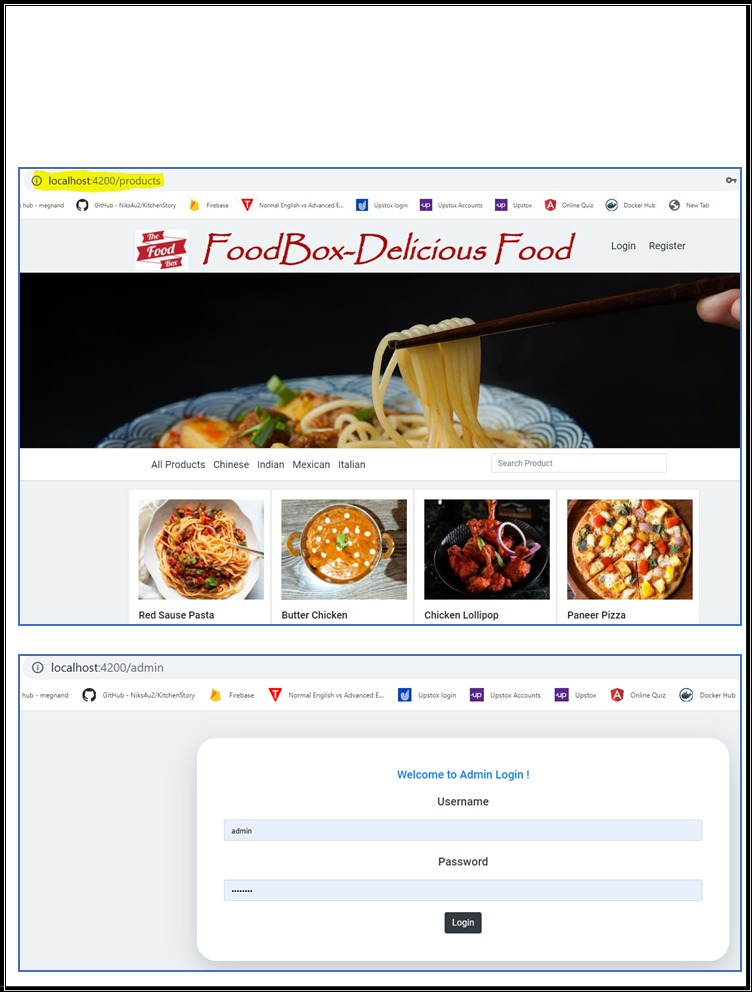 localhost:4200/products
hub - megnand GitHub - Niks4u2/KitchenStory Firebase Normal English vs Advanced E... Upstox login Upstox Accounts Upstox Online Quiz Docker Hub New Tab
The Food Box
FoodBox-Delicious Food
Login Register
All Products Chinese Indian Mexican Italian
Search Product
Red Sause Pasta Butter Chicken Chicken Lollipop Paneer Pizza
localhost:4200/admin
hub - megnand GitHub - Niks4u2/KitchenStory Firebase Normal English vs Advanced E... Upstox login Upstox Accounts Upstox Online Quiz Docker Hub
Welcome to Admin Login !
Username
admin
Password
••••••••
Login